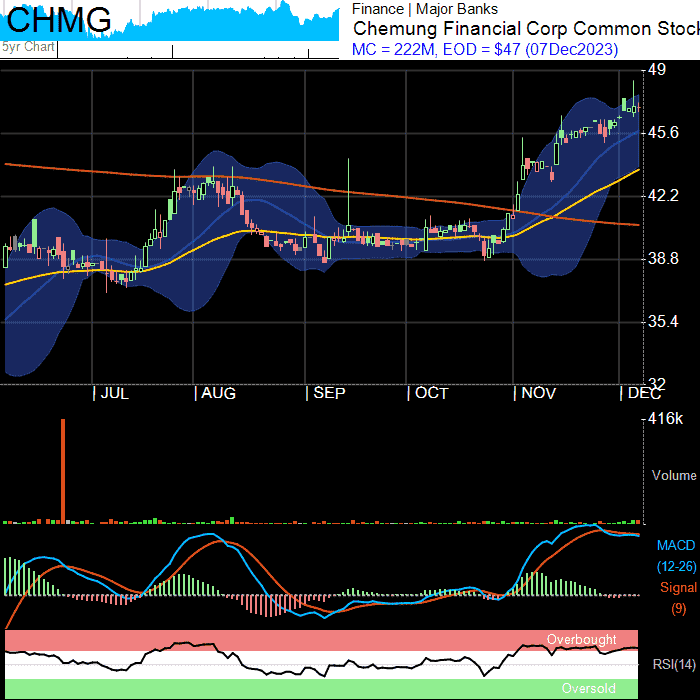 CHMG
5yr Chart
Finance | Major Banks
Chemung Financial Corp Common Stock
MC = 222M, EOD = $47 (07Dec2023)
49
45.6
42.2
38.8
35.4
32
JUL AUG SEP OCT NOV DEC
416k
Volume
MACD
(12-26)
Signal
(9)
Overbought
RSI(14)
Oversold